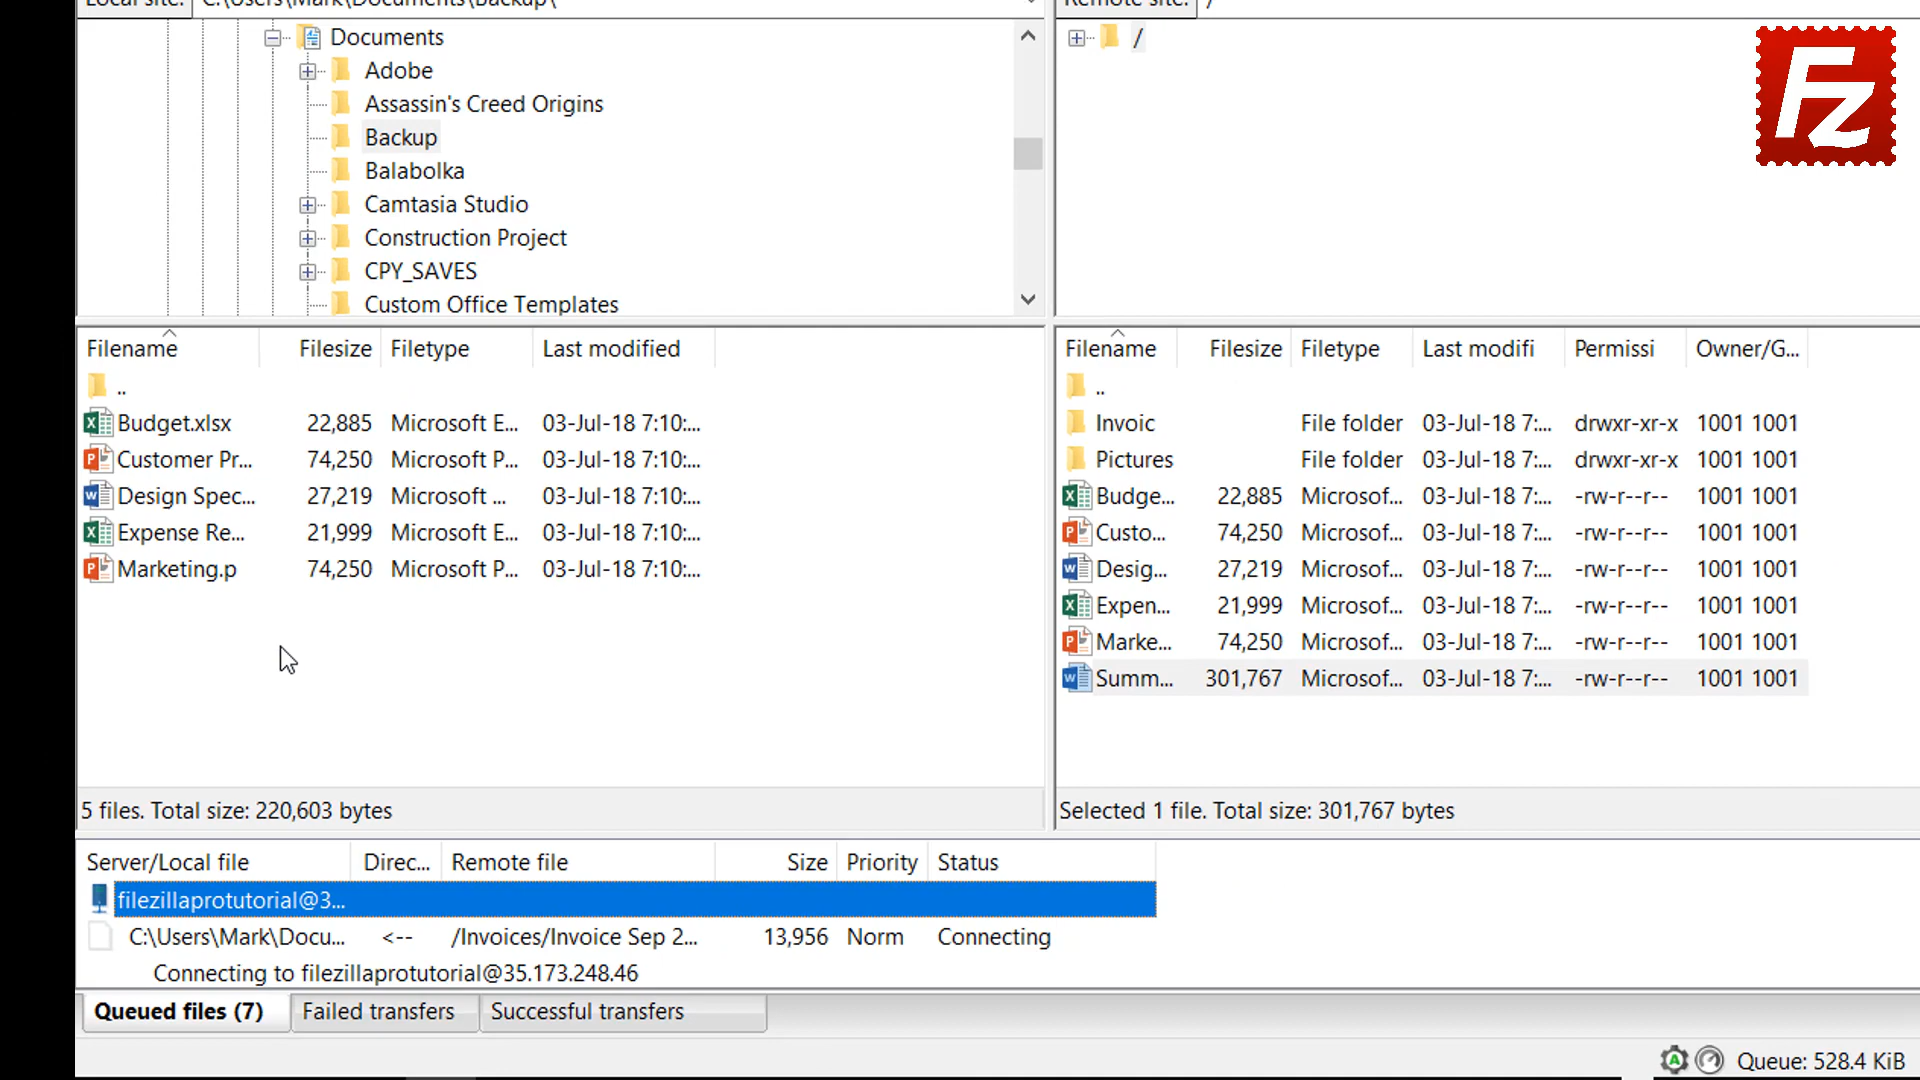 Local site: C:\Users\Mark\Documents\Backup\
Remote site: /
Documents
Adobe
Assassin's Creed Origins
Backup
Balabolka
Camtasia Studio
Construction Project
CPY_SAVES
Custom Office Templates
/
Fz
Filename Filesize Filetype Last modified
..
Budget.xlsx 22,885 Microsoft E... 03-Jul-18 7:10:...
Customer Pr... 74,250 Microsoft P... 03-Jul-18 7:10:...
Design Spec... 27,219 Microsoft ... 03-Jul-18 7:10:...
Expense Re... 21,999 Microsoft E... 03-Jul-18 7:10:...
Marketing.p 74,250 Microsoft P... 03-Jul-18 7:10:...
5 files. Total size: 220,603 bytes
Filename Filesize Filetype Last modifi Permissi Owner/G...
..
Invoic File folder 03-Jul-18 7:... drwxr-xr-x 1001 1001
Pictures File folder 03-Jul-18 7:... drwxr-xr-x 1001 1001
Budge... 22,885 Microsof... 03-Jul-18 7:... -rw-r--r-- 1001 1001
Custo... 74,250 Microsof... 03-Jul-18 7:... -rw-r--r-- 1001 1001
Desig... 27,219 Microsof... 03-Jul-18 7:... -rw-r--r-- 1001 1001
Expen... 21,999 Microsof... 03-Jul-18 7:... -rw-r--r-- 1001 1001
Marke... 74,250 Microsof... 03-Jul-18 7:... -rw-r--r-- 1001 1001
Summ... 301,767 Microsof... 03-Jul-18 7:... -rw-r--r-- 1001 1001
Selected 1 file. Total size: 301,767 bytes
Server/Local file Direc... Remote file Size Priority Status
filezillaprotutorial@3...
C:\Users\Mark\Docu... <-- /Invoices/Invoice Sep 2... 13,956 Norm Connecting
Connecting to filezillaprotutorial@35.173.248.46
Queued files (7) Failed transfers Successful transfers
Queue: 528.4 KiB